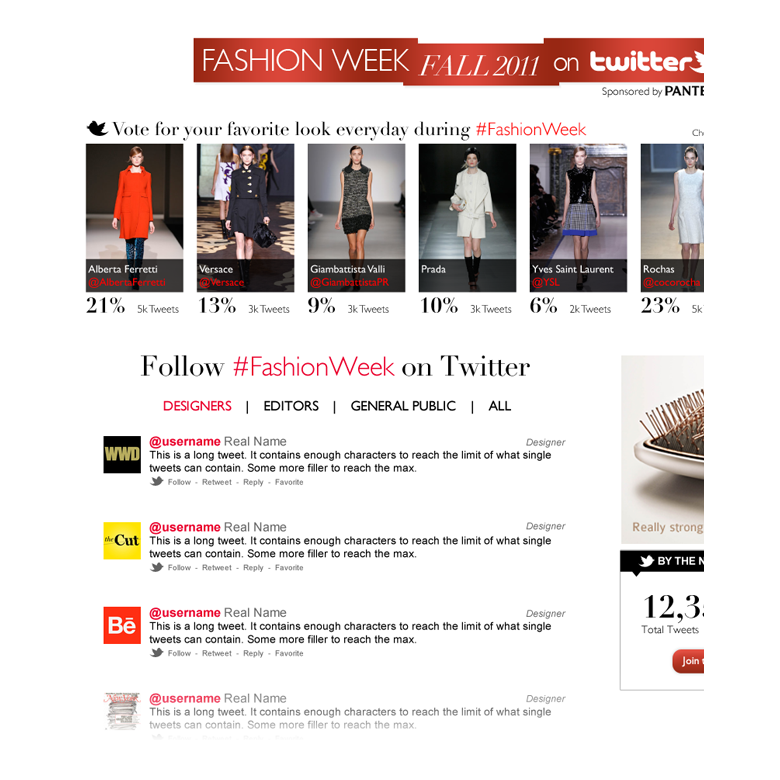 FASHION WEEK FALL 2011 on twitter
Sponsored by
Vote for your favorite look everyday during #FashionWeek
Alberta Ferretti
@AlbertaFerretti
21% 5k Tweets
Versace
@Versace
13% 3k Tweets
Giambattista Valli
@GiambattistaPR
9% 3k Tweets
Prada
10% 3k Tweets
Yves Saint Laurent
@YSL
6% 2k Tweets
Rochas
@cocorocha
23% 5k
Follow #FashionWeek on Twitter
DESIGNERS | EDITORS | GENERAL PUBLIC | ALL
WWD
@username Real Name Designer
This is a long tweet. It contains enough characters to reach the limit of what single
tweets can contain. Some more filler to reach the max.
Follow - Retweet - Reply - Favorite
the Cut
@username Real Name Designer
This is a long tweet. It contains enough characters to reach the limit of what single
tweets can contain. Some more filler to reach the max.
Follow - Retweet - Reply - Favorite
Bē
@username Real Name Designer
This is a long tweet. It contains enough characters to reach the limit of what single
tweets can contain. Some more filler to reach the max.
Follow - Retweet - Reply - Favorite
@username Real Name Designer
This is a long tweet. It contains enough characters to reach the limit of what single
tweets can contain. Some more filler to reach the max.
Really strong
BY THE
12,3
Total Tweets
Join